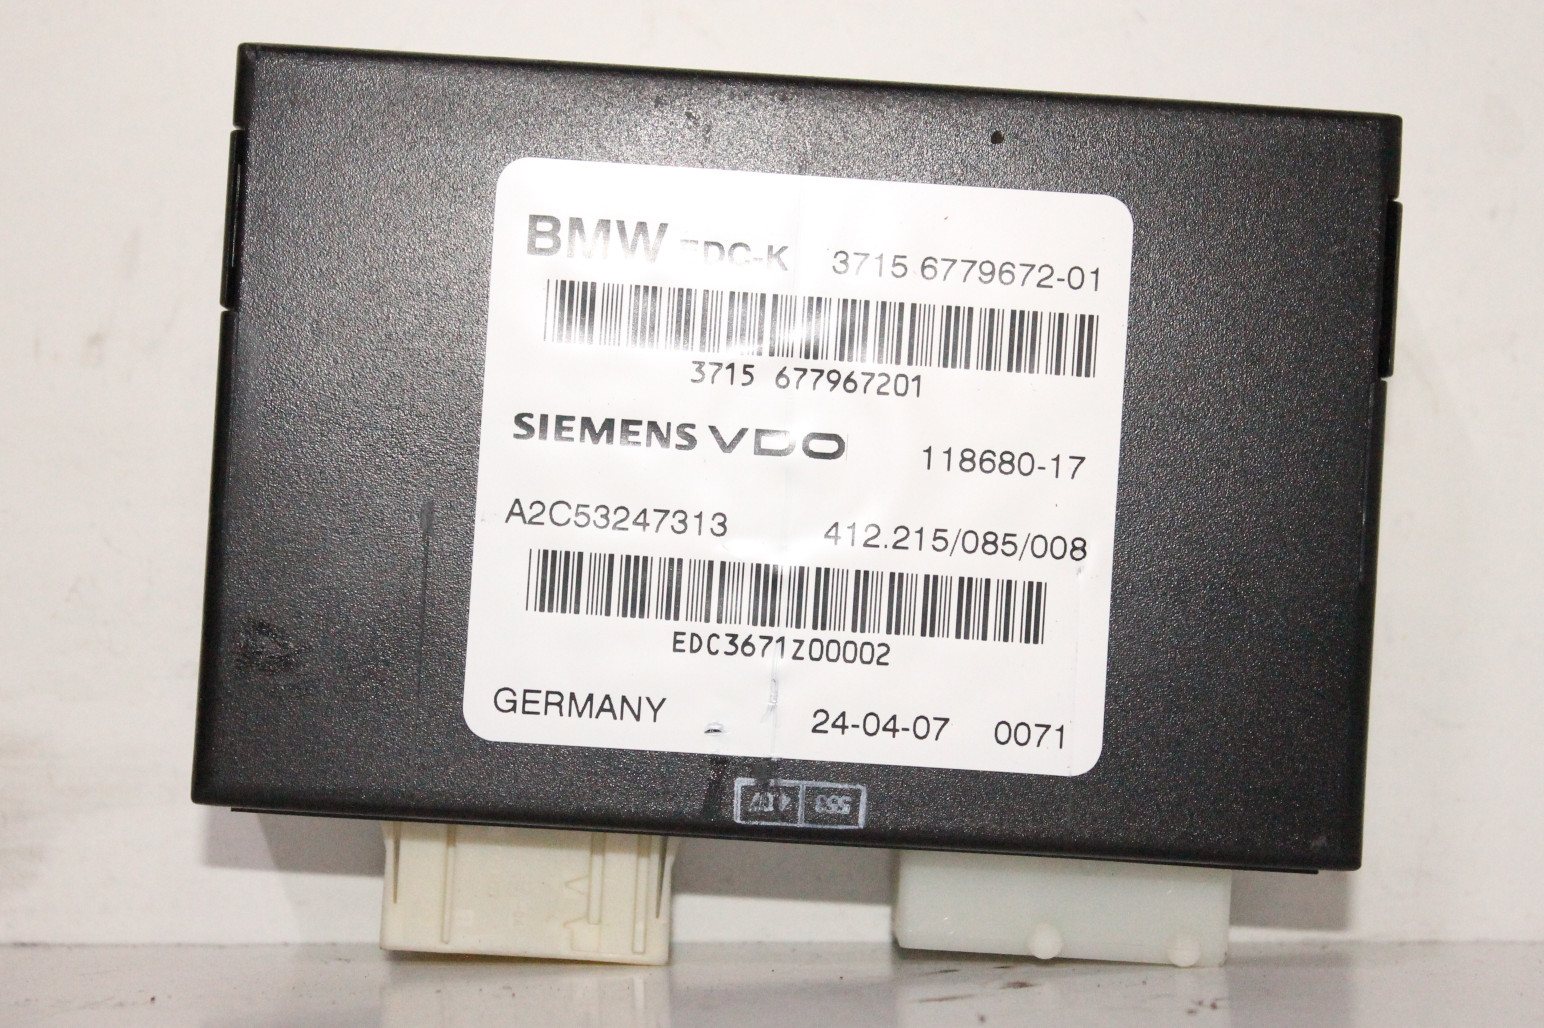 BMW EDC-K 3715 6779672-01
3715 677967201
SIEMENS VDO 118680-17
A2C53247313 412.215/085/008
EDC3671Z00002
GERMANY 24-04-07 0071